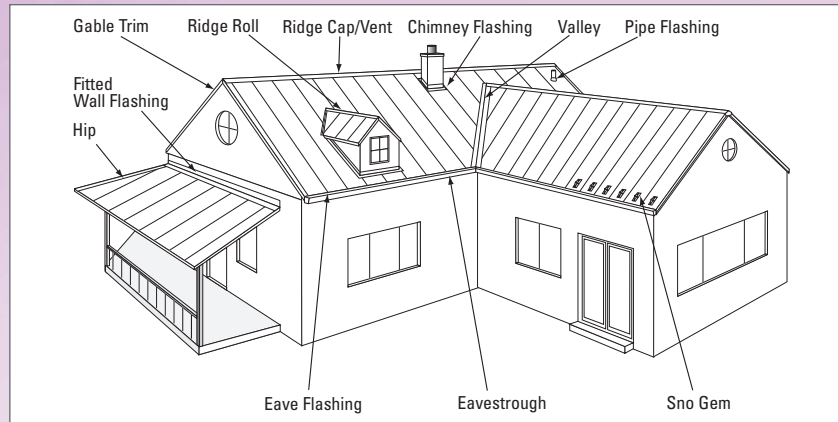 Gable Trim
Ridge Roll
Ridge Cap/Vent
Chimney Flashing
Valley
Pipe Flashing
Fitted
Wall Flashing
Hip
Eave Flashing
Eavestrough
Sno Gem